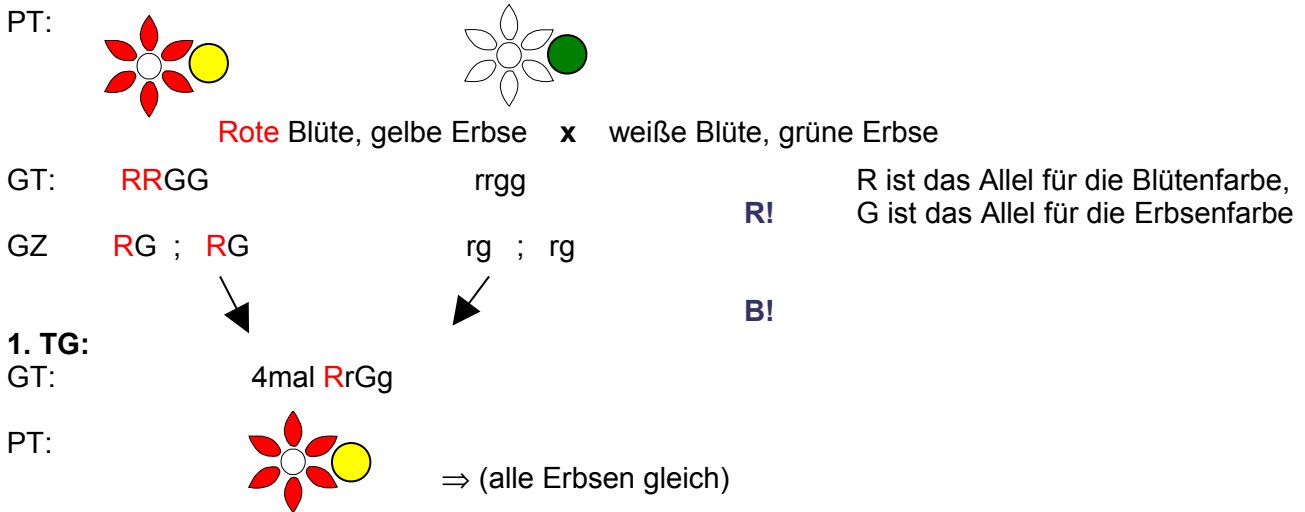 PT:
Rote Blüte, gelbe Erbse x weiße Blüte, grüne Erbse
GT: RRGG rrgg R ist das Allel für die Blütenfarbe,
R! G ist das Allel für die Erbsenfarbe
GZ RG ; RG rg ; rg
B!
1. TG:
GT: 4mal RrGg
PT:
⇒ (alle Erbsen gleich)